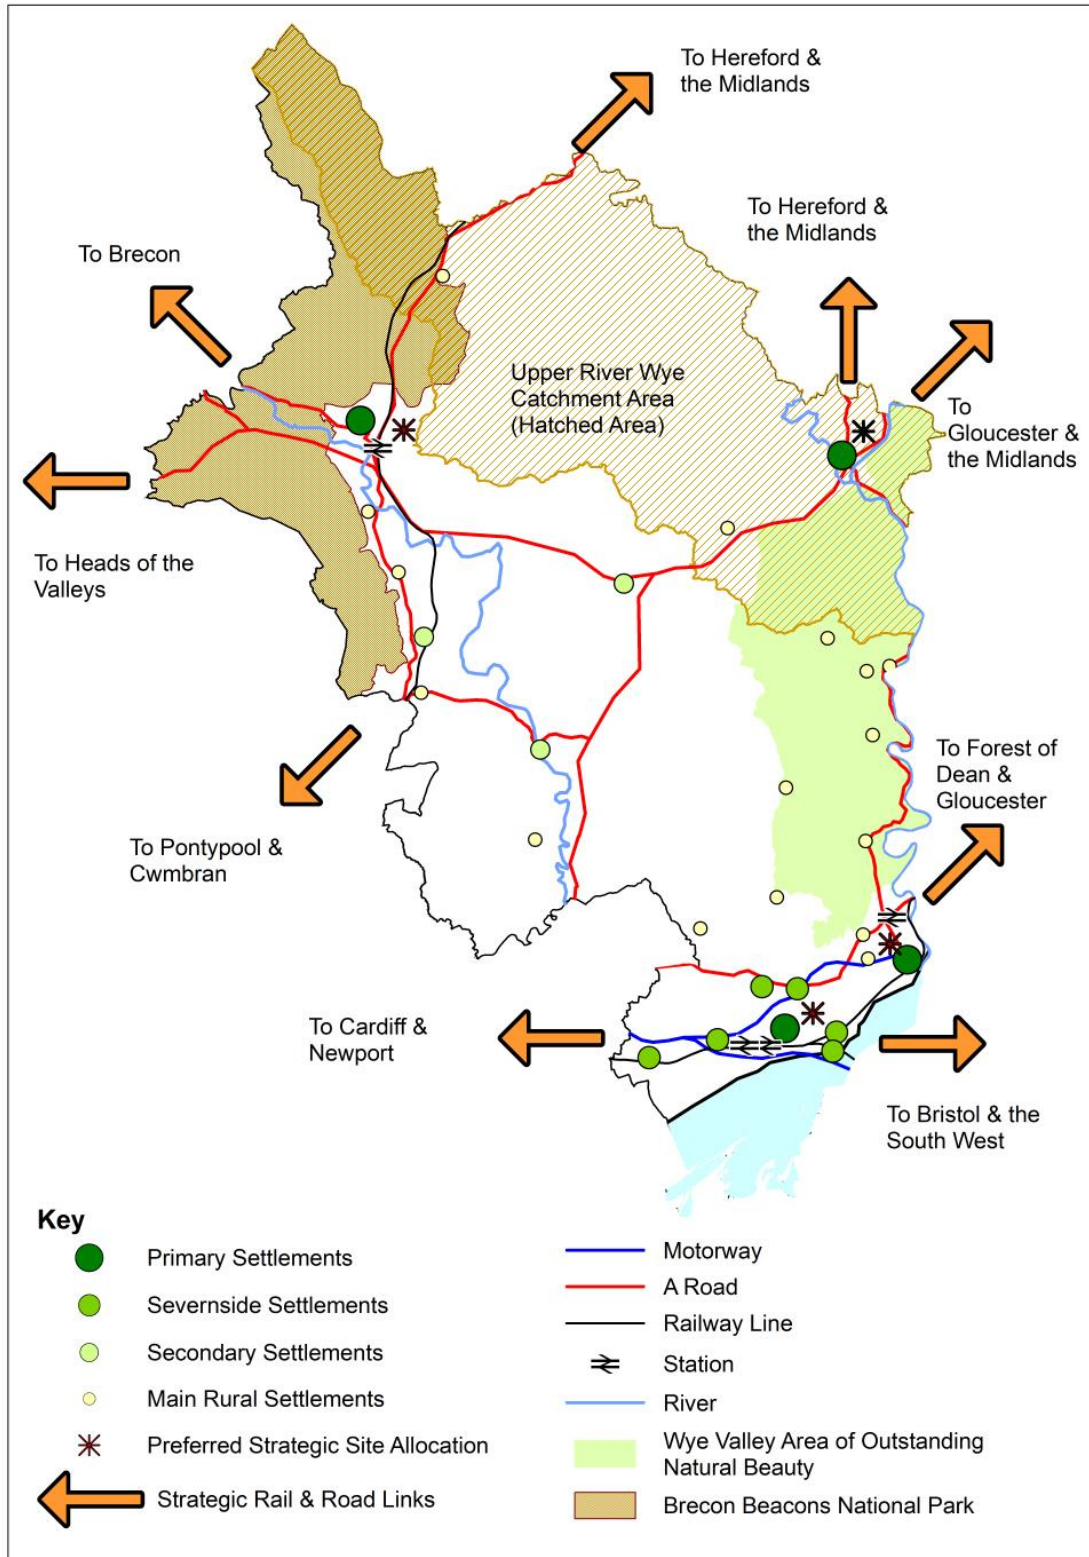 To Hereford &
the Midlands
To Hereford &
the Midlands
To Brecon
Upper River Wye
Catchment Area
(Hatched Area)
To
Gloucester &
the Midlands
To Heads of the
Valleys
To Forest of
Dean &
Gloucester
To Pontypool &
Cwmbran
To Cardiff &
Newport
To Bristol & the
South West
Key
Primary Settlements
Severnside Settlements
Secondary Settlements
Main Rural Settlements
Preferred Strategic Site Allocation
Strategic Rail & Road Links
Motorway
A Road
Railway Line
Station
River
Wye Valley Area of Outstanding
Natural Beauty
Brecon Beacons National Park